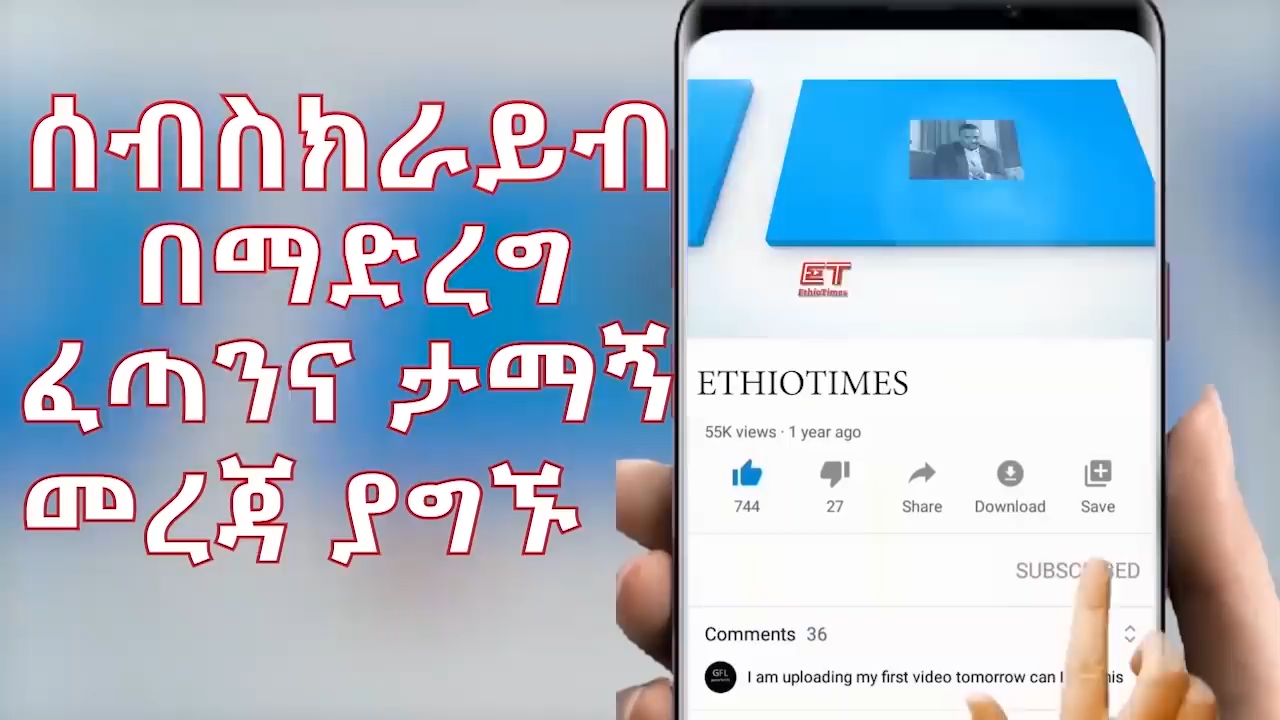 ሰብስክራይብ
በማድረግ
ፈጣንና ታማኝ
መረጃ ያግኙ
ET
EthioTimes
ETHIOTIMES
55K views · 1 year ago
744
27
Share
Download
Save
Comments 36
GFL
I am uploading my first video tomorrow can I